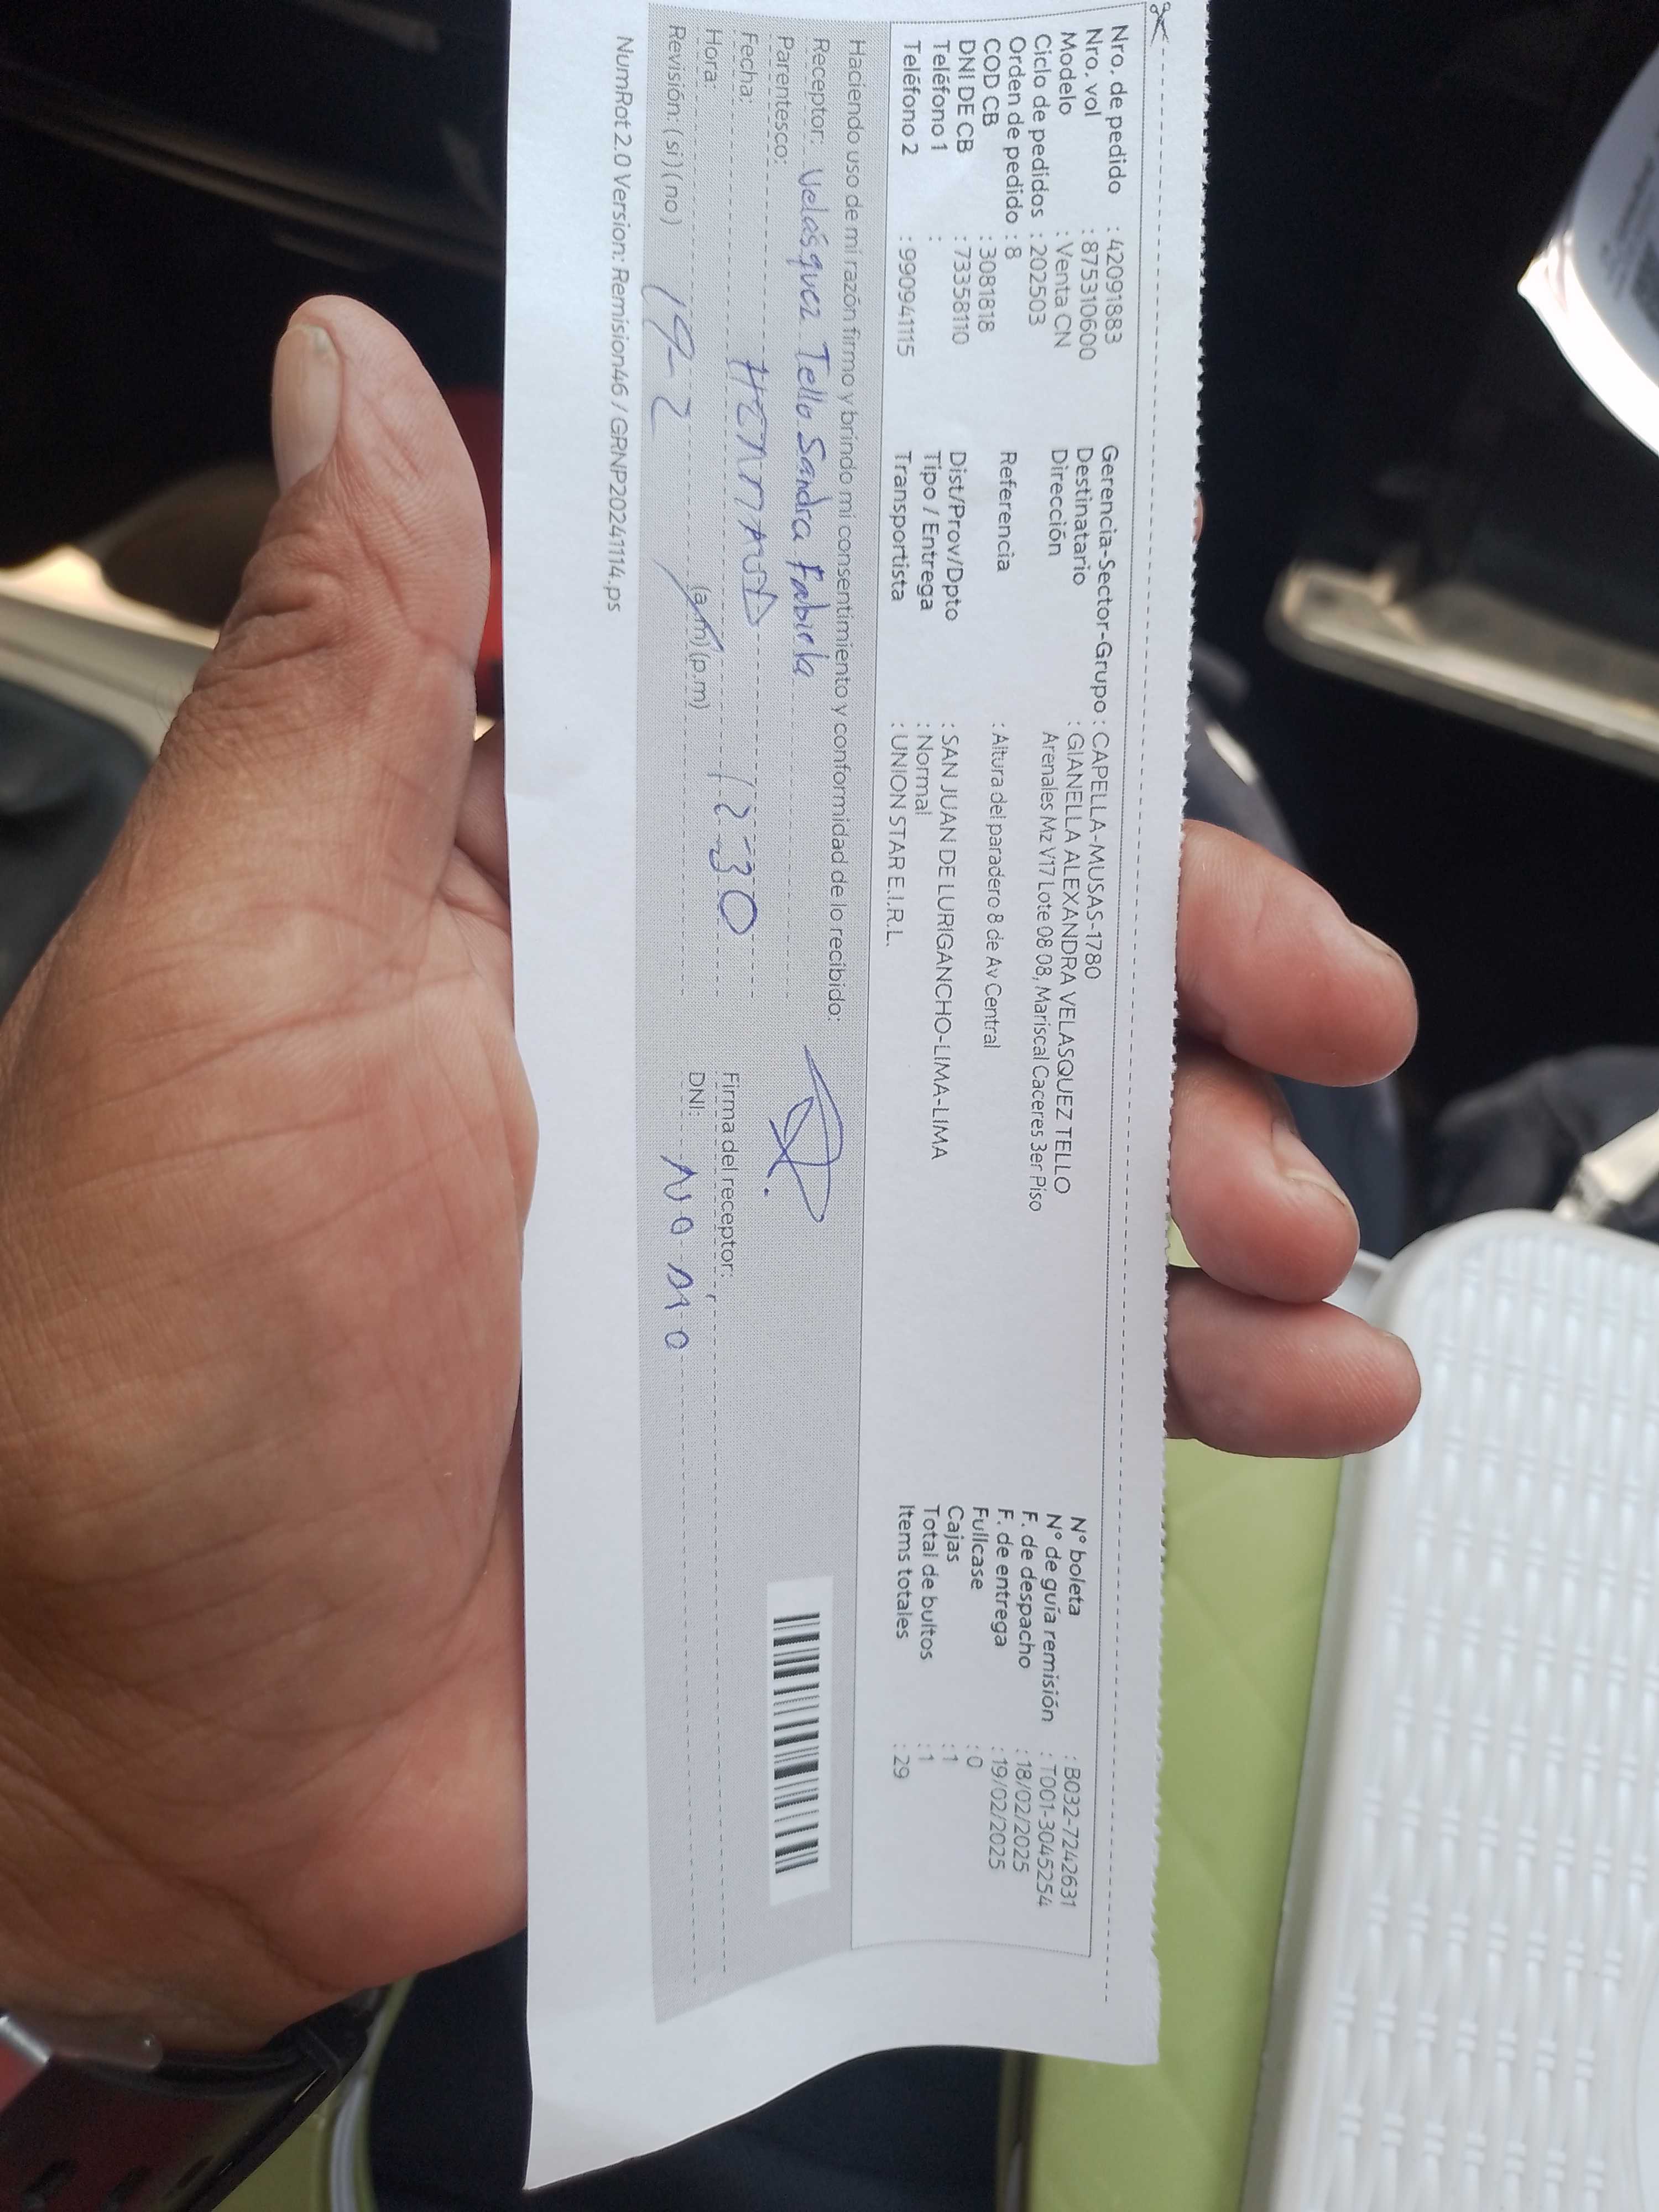 Nro. de pedido : 42091883
Nro. vol : 875310600
Modelo : Venta CN
Ciclo de pedidos : 202503
Orden de pedido : 8
COD CB : 3081818
DNI DE CB : 73358110
Teléfono 1 :
Teléfono 2 : 99094115
Gerencia-Sector-Grupo : CAPELLA-MUSAS-1780
Destinatario : GIANELLA ALEXANDRA VELASQUEZ TELLO
Dirección Arenales Mz V17 Lote 08 08, Mariscal Caceres 3er Piso
Referencia : Altura del paradero 8 de Av Central
Dist/Prov/Dpto : SAN JUAN DE LURIGANCHO-LIMA-LIMA
Tipo / Entrega : Normal
Transportista : UNION STAR E.I.R.L.
N° boleta : B032-7242631
N° de guía remisión : T001-3045254
F. de despacho : 18/02/2025
F. de entrega : 19/02/2025
Fullcase : 0
Cajas : 1
Total de bultos : 1
Items totales : 29
Haciendo uso de mi razón firmo y brindo mi consentimiento y conformidad de lo recibido:
Receptor: Velasquez Tello Sandra Fabiela
Parentesco: HERMANA
Fecha: 1230
Hora: (a.m) (p.m)
Revisión: (si) (no) 19-2
Firma del receptor:
DNI: NO DIO
NumRot 2.0 Version: Remision46 / GRNP20241114.ps